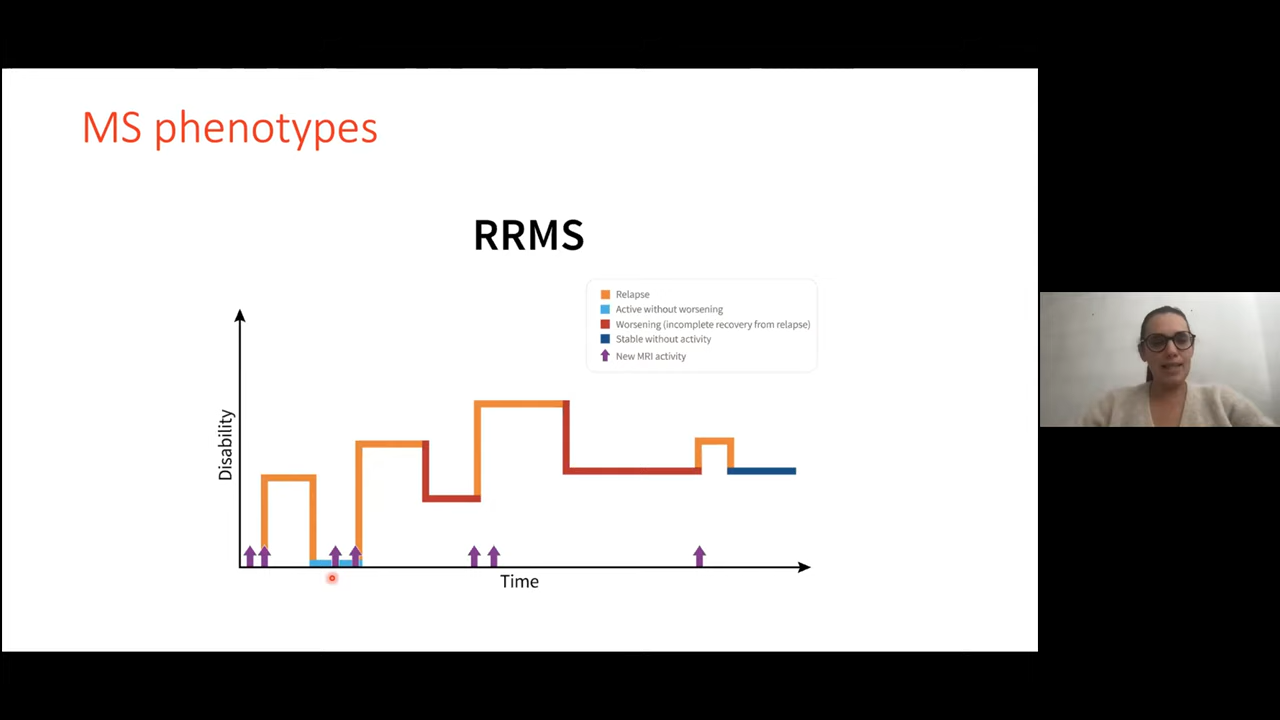 MS phenotypes
RRMS
Relapse
Active without worsening
Worsening (incomplete recovery from relapse)
Stable without activity
New MRI activity
Disability
Time